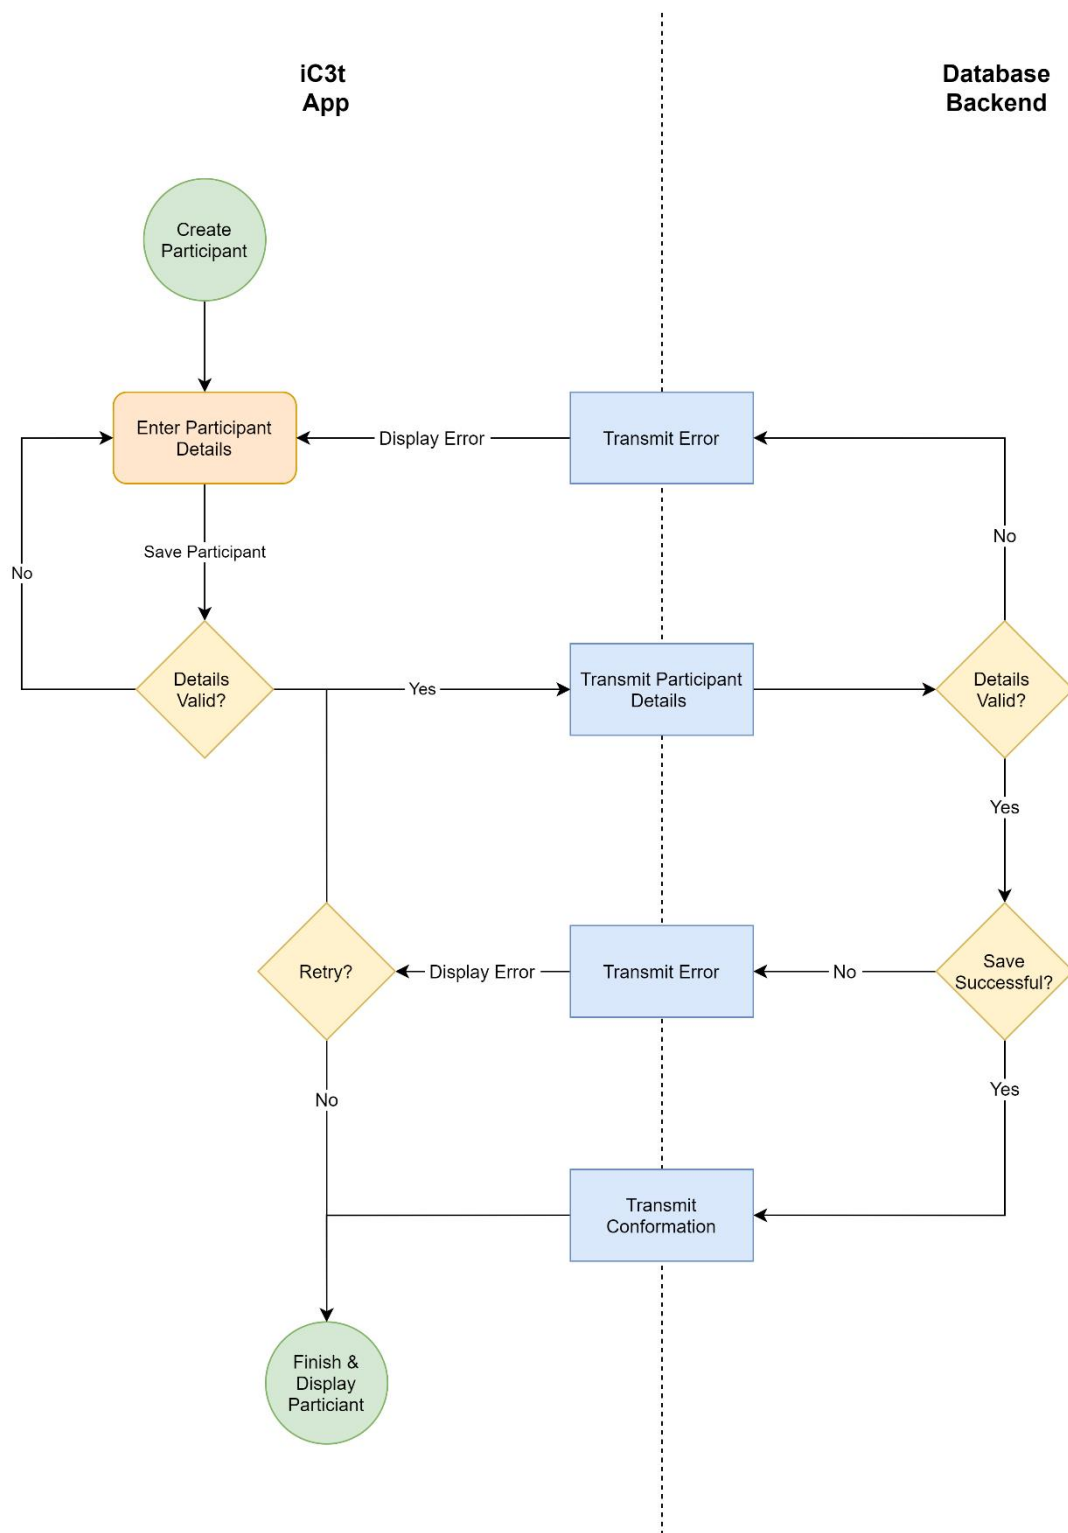 iC3t
App
Database
Backend
Create
Participant
Enter Participant
Details
Display Error
Transmit Error
No
Save Participant
No
Details
Valid?
Yes
Transmit Participant
Details
Details
Valid?
Yes
Retry?
Display Error
Transmit Error
No
Save
Successful?
No
Yes
Transmit
Conformation
Finish &
Display
Particiant